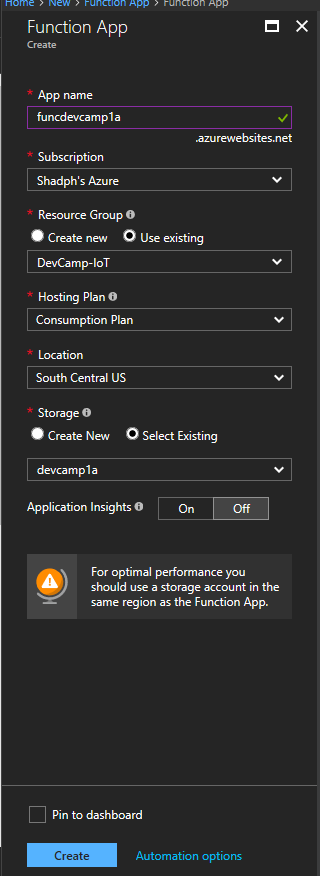 Home > New > Function App > Function App
Function App
Create
* App name
funcdevcamp1a
.azurewebsites.net
* Subscription
Shadph's Azure
* Resource Group
Create new Use existing
DevCamp-IoT
* Hosting Plan
Consumption Plan
* Location
South Central US
* Storage
Create New Select Existing
devcamp1a
Application Insights On Off
For optimal performance you
should use a storage account in the
same region as the Function App.
Pin to dashboard
Create Automation options